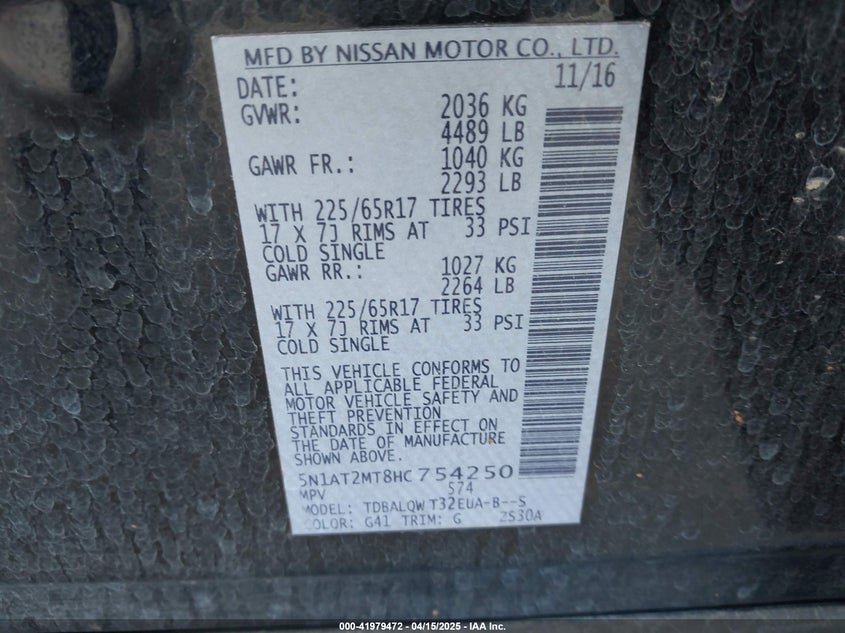 MFD BY NISSAN MOTOR CO., LTD.
DATE: 11/16
GVWR: 2036 KG
4489 LB
GAWR FR.: 1040 KG
2293 LB
WITH 225/65R17 TIRES
17 X 7J RIMS AT 33 PSI
COLD SINGLE
GAWR RR.: 1027 KG
2264 LB
WITH 225/65R17 TIRES
17 X 7J RIMS AT 33 PSI
COLD SINGLE
THIS VEHICLE CONFORMS TO
ALL APPLICABLE FEDERAL
MOTOR VEHICLE SAFETY AND
THEFT PREVENTION
STANDARDS IN EFFECT ON
THE DATE OF MANUFACTURE
SHOWN ABOVE.
5N1AT2MT8HC754250
MPV S74
MODEL: TDBALQWT32EUA-B--S
COLOR: G41 TRIM: G 2S30A
000-41979472 - 04/15/2025 - IAA Inc.